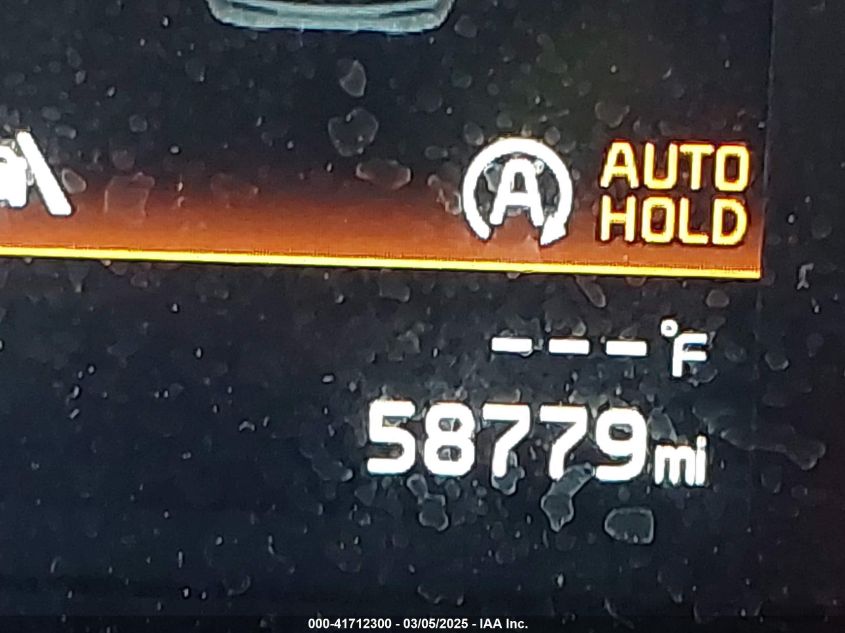 A
AUTO
HOLD
---°F
58779mi
000-41712300 - 03/05/2025 - IAA Inc.